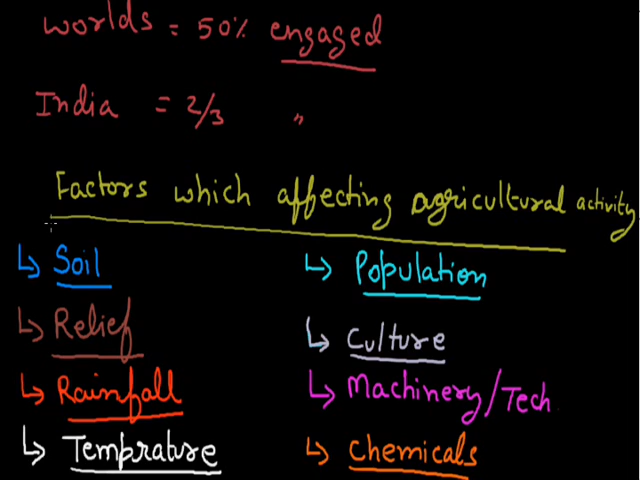 Worlds = 50% engaged
India = 2/3 "
Factors which affecting agricultural activity
↳ Soil
↳ Relief
↳ Rainfall
↳ Temprature
↳ Population
↳ Culture
↳ Machinery/Tech
↳ Chemicals